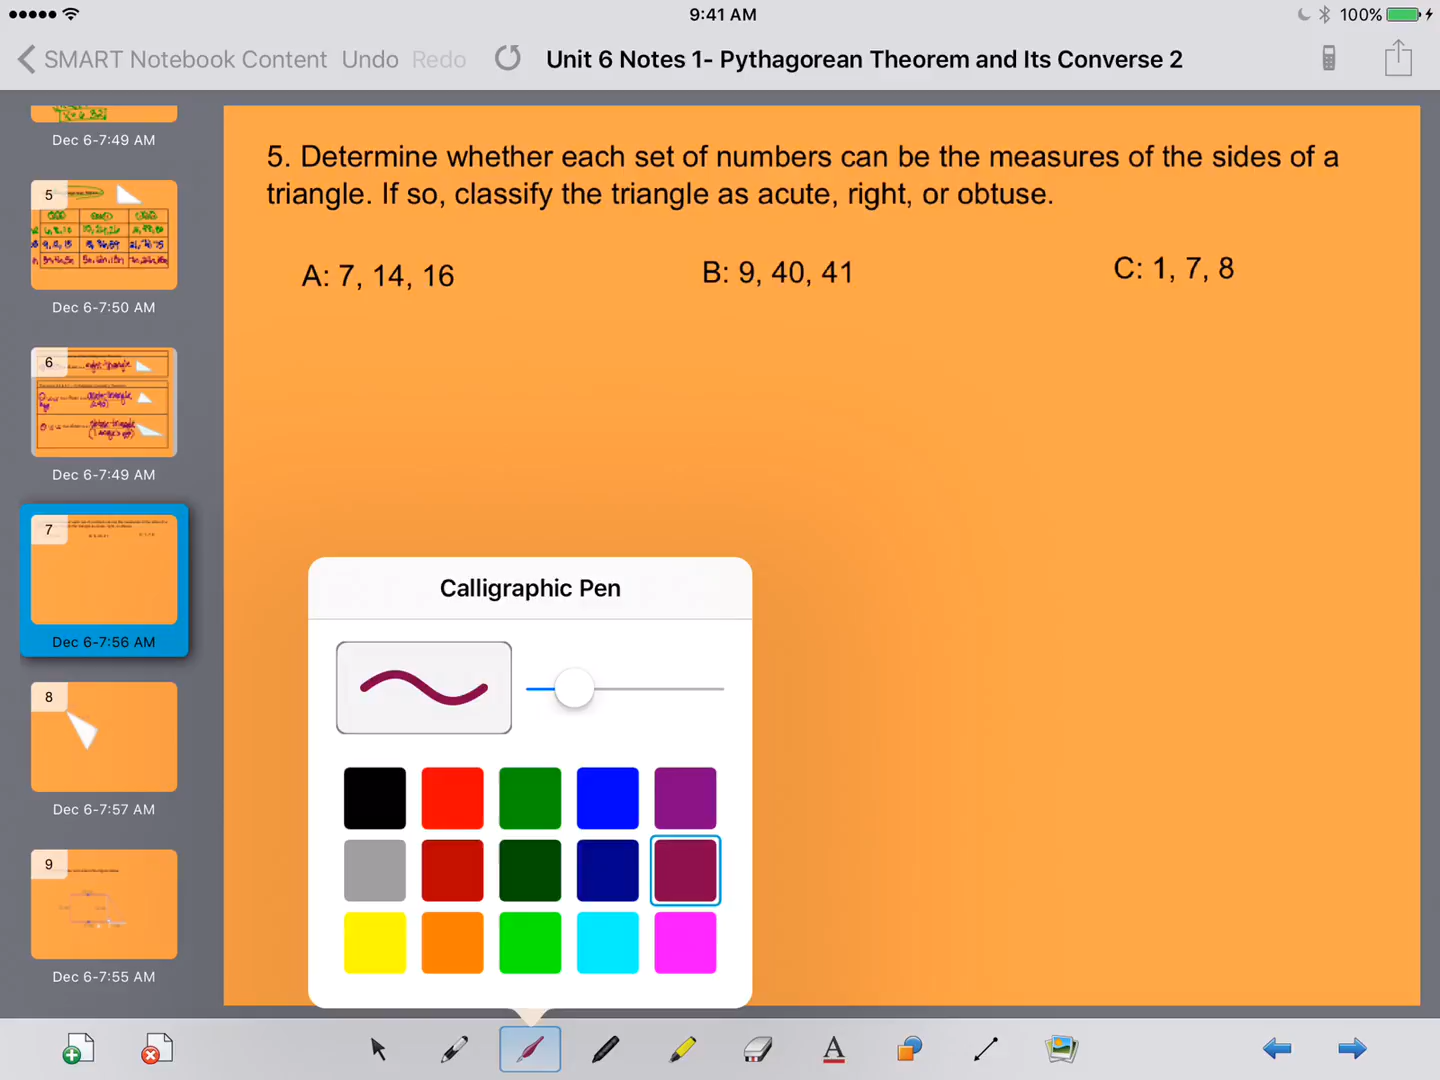 9:41 AM
100%
SMART Notebook Content Undo Redo Unit 6 Notes 1- Pythagorean Theorem and Its Converse 2
Dec 6-7:49 AM
5
Dec 6-7:50 AM
6
Dec 6-7:49 AM
7
Dec 6-7:56 AM
8
Dec 6-7:57 AM
9
Dec 6-7:55 AM
5. Determine whether each set of numbers can be the measures of the sides of a
triangle. If so, classify the triangle as acute, right, or obtuse.
A: 7, 14, 16 B: 9, 40, 41 C: 1, 7, 8
Calligraphic Pen
A